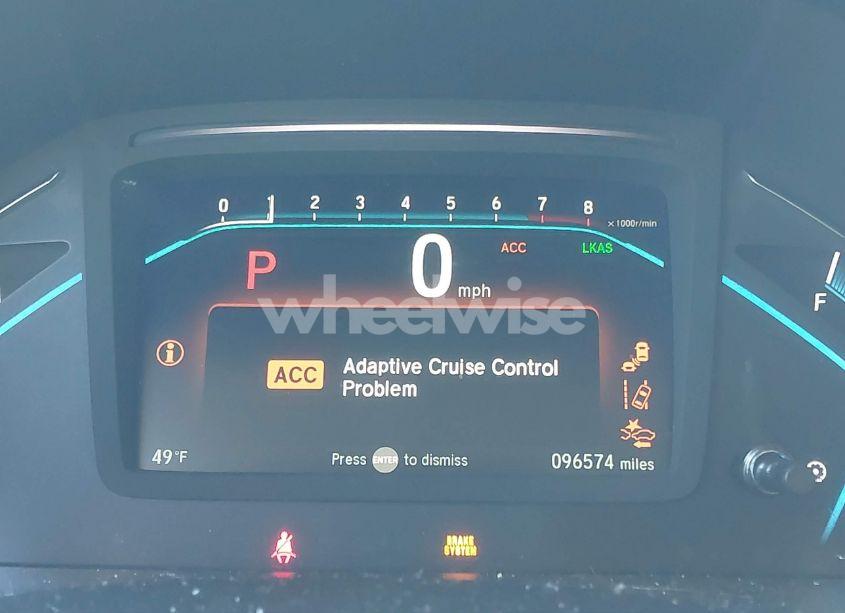 0 1 2 3 4 5 6 7 8
×1000r/min
P 0 mph ACC LKAS
F
wheelwise
i
ACC Adaptive Cruise Control
Problem
49°F Press ENTER to dismiss 096574 miles
BRAKE
SYSTEM